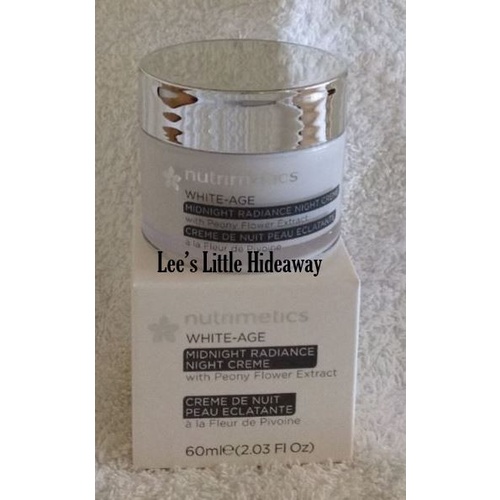 nutrimetics
WHITE-AGE
MIDNIGHT RADIANCE NIGHT CREME
with Peony Flower Extract
CREME DE NUIT PEAU ECLATANTE
à la Fleur de Pivoine
Lee's Little Hideaway
nutrimetics
WHITE-AGE
MIDNIGHT RADIANCE
NIGHT CREME
with Peony Flower Extract
CREME DE NUIT
PEAU ECLATANTE
à la Fleur de Pivoine
60ml℮(2.03 Fl Oz)